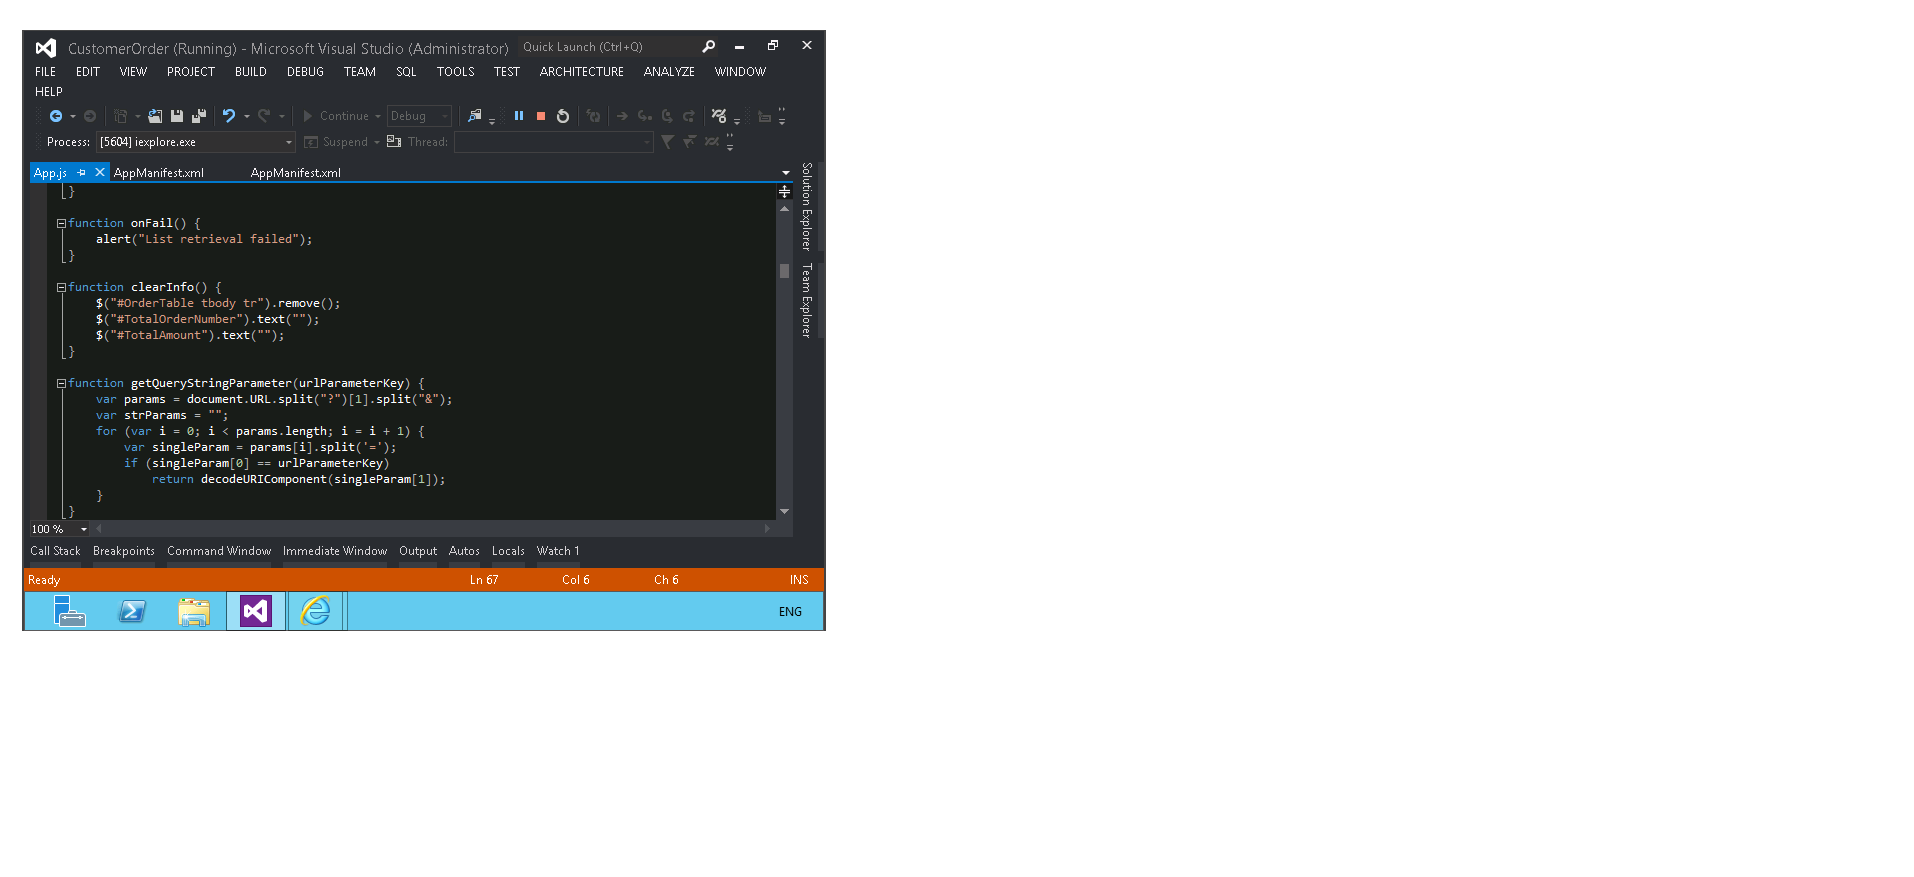 CustomerOrder (Running) - Microsoft Visual Studio (Administrator) Quick Launch (Ctrl+Q)
FILE EDIT VIEW PROJECT BUILD DEBUG TEAM SQL TOOLS TEST ARCHITECTURE ANALYZE WINDOW
HELP
Continue Debug
Process: [5604] iexplore.exe Suspend Thread:
App.js AppManifest.xml AppManifest.xml
}
function onFail() {
alert("List retrieval failed");
}
function clearInfo() {
$("#OrderTable tbody tr").remove();
$("#TotalOrderNumber").text("");
$("#TotalAmount").text("");
}
function getQueryStringParameter(urlParameterKey) {
var params = document.URL.split("?")[1].split("&");
var strParams = "";
for (var i = 0; i < params.length; i = i + 1) {
var singleParam = params[i].split('=');
if (singleParam[0] == urlParameterKey)
return decodeURIComponent(singleParam[1]);
}
}
Solution Explorer
Team Explorer
100 %
Call Stack Breakpoints Command Window Immediate Window Output Autos Locals Watch 1
Ready Ln 67 Col 6 Ch 6 INS
ENG